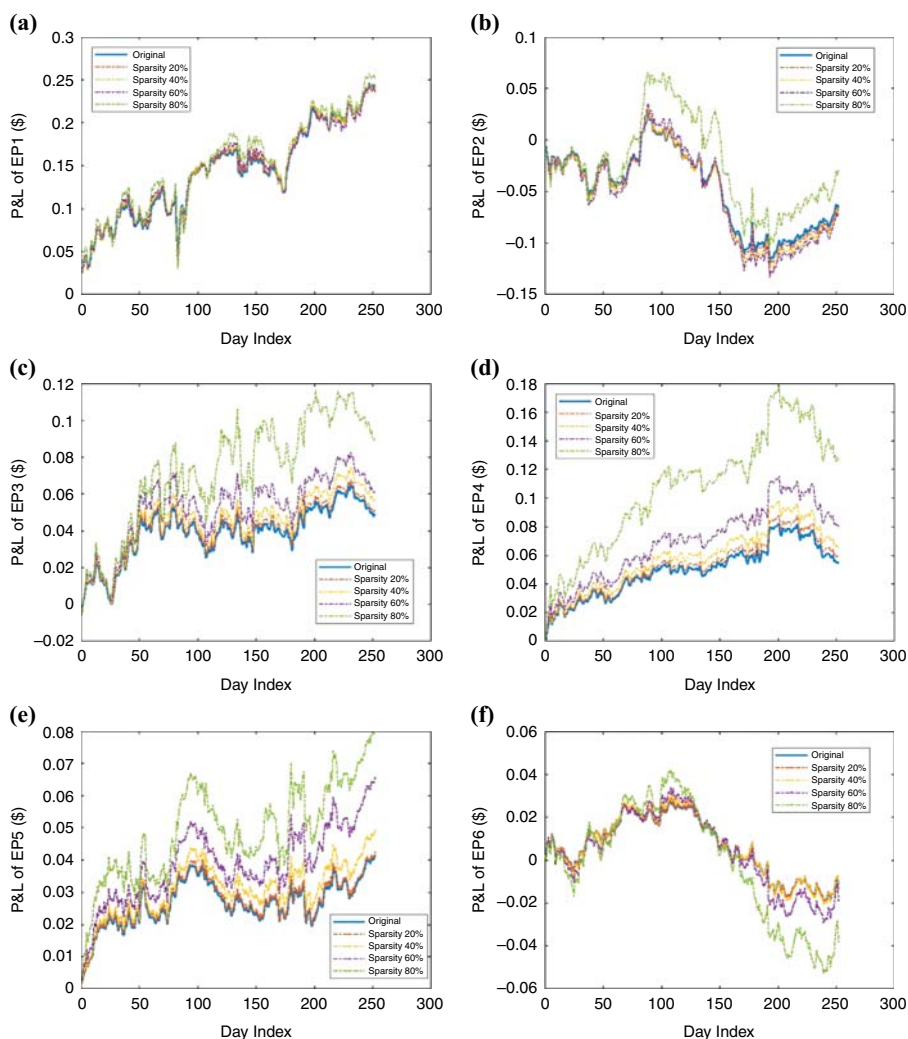 (a)
0.3
0.25
0.2
0.15
0.1
0.05
0
P&L of EP1 ($)
Original
Sparsity 20%
Sparsity 40%
Sparsity 60%
Sparsity 80%
0 50 100 150 200 250 300
Day Index
(b)
0.1
0.05
0
−0.05
−0.1
−0.15
P&L of EP2 ($)
Original
Sparsity 20%
Sparsity 40%
Sparsity 60%
Sparsity 80%
0 50 100 150 200 250 300
Day Index
(c)
0.12
0.1
0.08
0.06
0.04
0.02
0
−0.02
P&L of EP3 ($)
Original
Sparsity 20%
Sparsity 40%
Sparsity 60%
Sparsity 80%
0 50 100 150 200 250 300
Day Index
(d)
0.18
0.16
0.14
0.12
0.1
0.08
0.06
0.04
0.02
0
P&L of EP4 ($)
Original
Sparsity 20%
Sparsity 40%
Sparsity 60%
Sparsity 80%
0 50 100 150 200 250 300
Day Index
(e)
0.08
0.07
0.06
0.05
0.04
0.03
0.02
0.01
0
P&L of EP5 ($)
Original
Sparsity 20%
Sparsity 40%
Sparsity 60%
Sparsity 80%
0 50 100 150 200 250 300
Day Index
(f)
0.06
0.04
0.02
0
−0.02
−0.04
−0.06
P&L of EP6 ($)
Original
Sparsity 20%
Sparsity 40%
Sparsity 60%
Sparsity 80%
0 50 100 150 200 250 300
Day Index